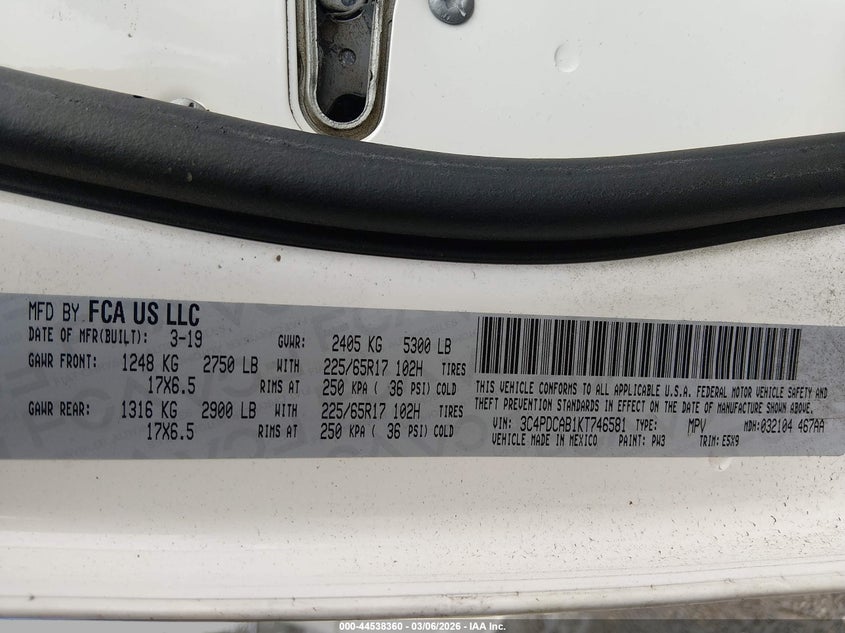 MFD BY FCA US LLC
DATE OF MFR(BUILT): 3-19 GVWR: 2405 KG 5300 LB
GAWR FRONT: 1248 KG 2750 LB WITH 225/65R17 102H TIRES
17X6.5 RIMS AT 250 KPA ( 36 PSI) COLD
GAWR REAR: 1316 KG 2900 LB WITH 225/65R17 102H TIRES
17X6.5 RIMS AT 250 KPA ( 36 PSI) COLD
THIS VEHICLE CONFORMS TO ALL APPLICABLE U.S.A. FEDERAL MOTOR VEHICLE SAFETY AND
THEFT PREVENTION STANDARDS IN EFFECT ON THE DATE OF MANUFACTURE SHOWN ABOVE.
VIN: 3C4PDCAB1KT746581 TYPE: MPV MDH:032104 467AA
VEHICLE MADE IN MEXICO PAINT: PW3 TRIM: E5X9
000-44538360 | 03/06/2026 | IAA Inc.